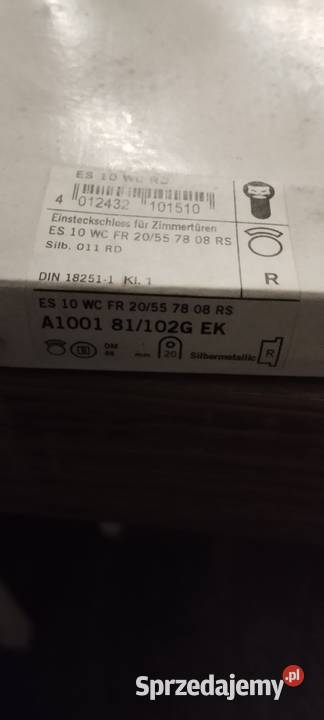 ES 10 WC RD
4 012432 101510
Einsteckschloss für Zimmertüren
ES 10 WC FR 20/55 78 08 RS
Silb. 011 RD
DIN 18251-1 Kl. 1
R
ES 10 WC FR 20/55 78 08 RS
A1001 81/102G EK
DM
mm
20
Silbermetallic
R
Sprzedajemy.pl